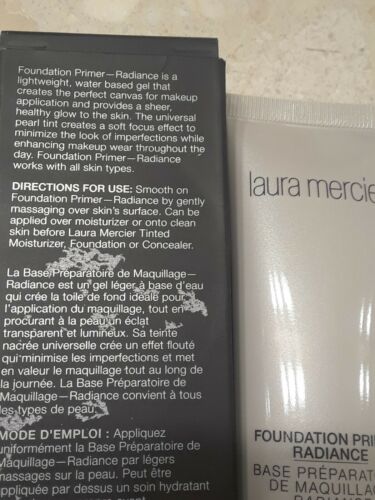 Foundation Primer—Radiance is a
lightweight, water based gel that
creates the perfect canvas for makeup
application and provides a sheer,
healthy glow to the skin. The universal
pearl tint creates a soft focus effect to
minimize the look of imperfections while
enhancing makeup wear throughout the
day. Foundation Primer—Radiance
works with all skin types.
DIRECTIONS FOR USE: Smooth on
Foundation Primer—Radiance by gently
massaging over skin's surface. Can be
applied over moisturizer or onto clean
skin before Laura Mercier Tinted
Moisturizer, Foundation or Concealer.
La Base Préparatoire de Maquillage—
Radiance est un gel léger à base d'eau
qui crée la toile de fond idéale pour
l'application du maquillage, tout en
procurant à la peau un éclat
transparent et lumineux. Sa teinte
nacrée universelle crée un effet flouté
qui minimise les imperfections et met
en valeur le maquillage tout au long de
la journée. La Base Préparatoire de
Maquillage—Radiance convient à tous
les types de peau.
MODE D'EMPLOI : Appliquez
uniformément la Base Préparatoire de
Maquillage—Radiance par légers
massages sur la peau. Peut être
appliquée par dessus un soin hydratant
laura mercie
FOUNDATION PRI
RADIANCE
BASE PRÉPARAT
DE MAQUILLA